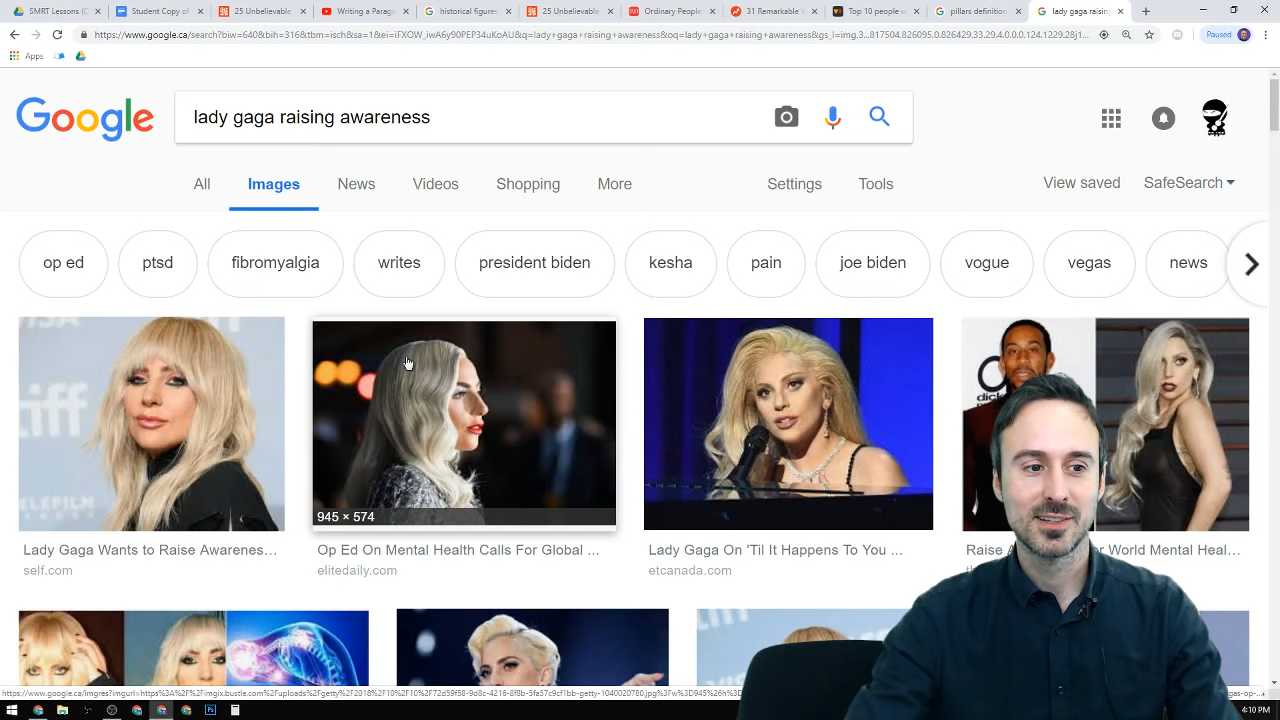 SMRT Lessons (C
Student Copy of
25 Unbelievable
Writing a Parag
historical figures
25 Unbelievable
Ordinary People
31 Remarkable
Top 10 people
pillars definition
lady gaga raising
Paused
Apps
Google
lady gaga raising awareness
All
Images
News
Videos
Shopping
More
Settings
Tools
View saved
SafeSearch
op ed
ptsd
fibromyalgia
writes
president biden
kesha
pain
joe biden
vogue
vegas
news
945 × 574
Lady Gaga Wants to Raise Awarenes...
Op Ed On Mental Health Calls For Global ...
Lady Gaga On 'Til It Happens To You ...
Raise
r World Mental Heal...
self.com
elitedaily.com
etcanada.com
4:10 PM